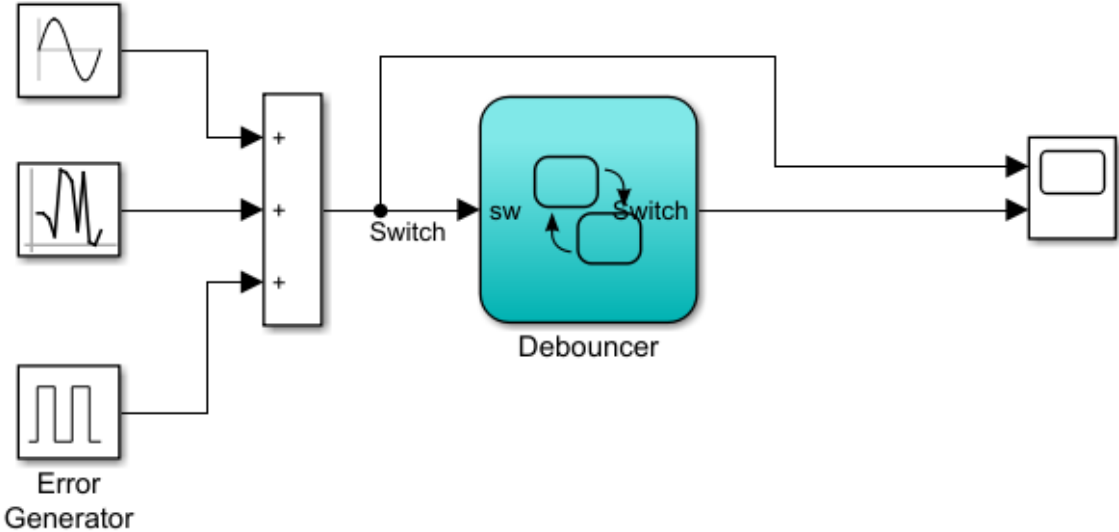 +
+
+
Switch
sw
Switch
Debouncer
Error
Generator